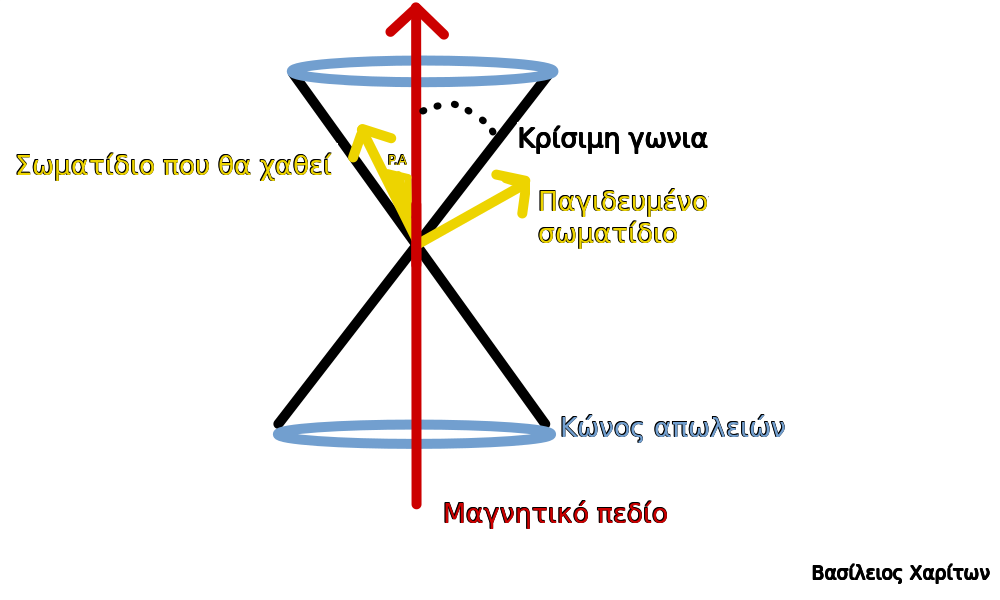 Κρίσιμη γωνια
Σωματίδιο που θα χαθεί
P.A
Παγιδευμένο
σωματίδιο
Κώνος απωλειών
Μαγνητικό πεδίο
Βασίλειος Χαρίτων